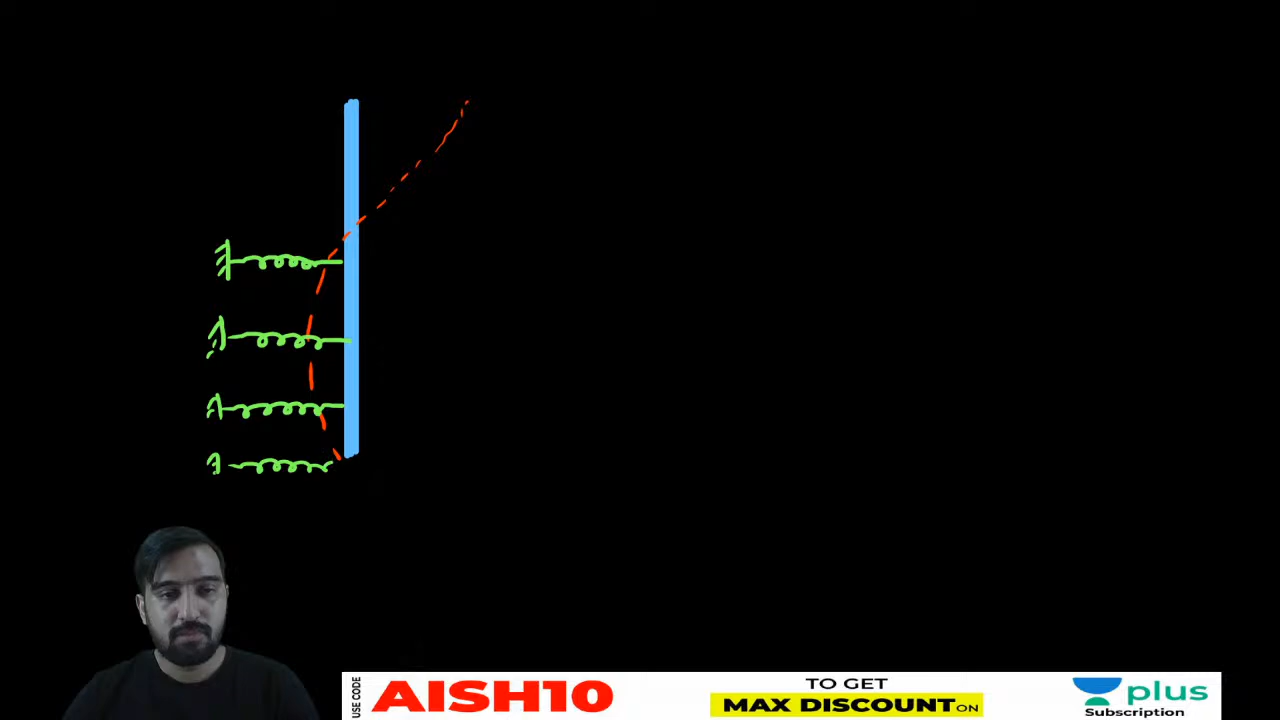 USE CODE
AISH10
TO GET
MAX DISCOUNT ON
plus
Subscription